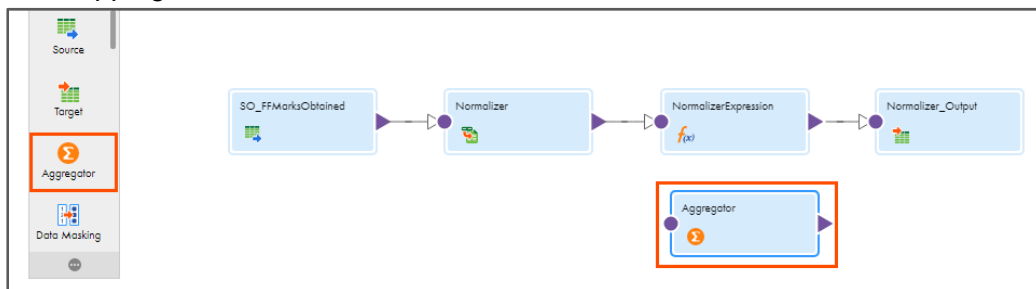 Source
Target
Aggregator
Data Masking
SO_FFMarksObtained
Normalizer
NormalizerExpression
Normalizer_Output
f(x)
Aggregator
Σ